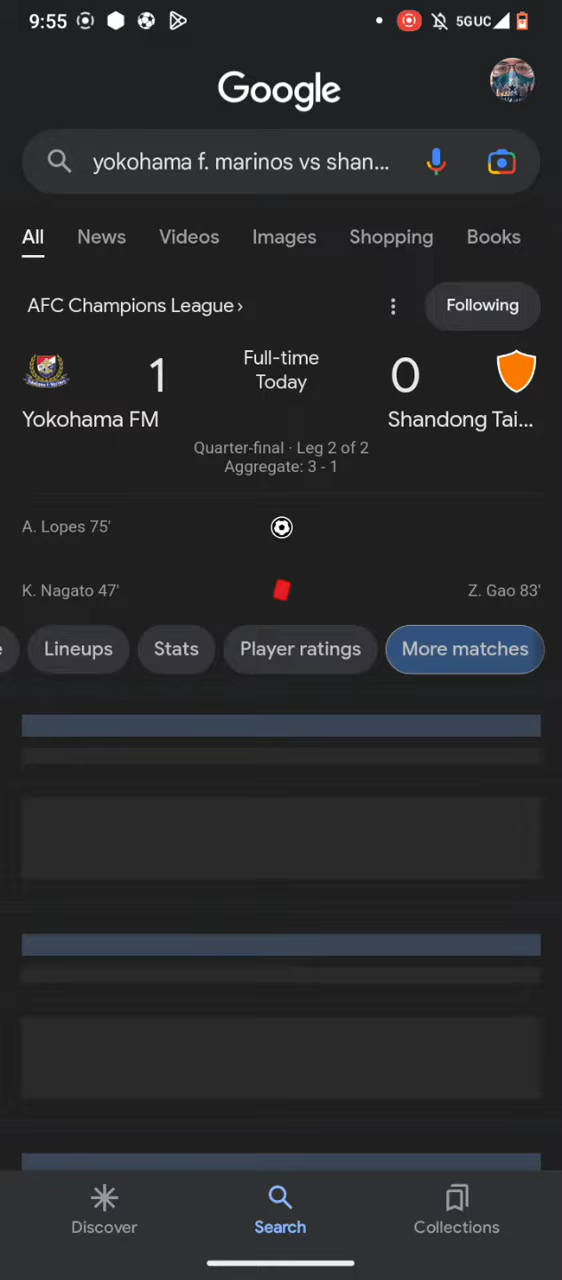 9:55
5GUC
Google
yokohama f. marinos vs shan...
All News Videos Images Shopping Books
AFC Champions League ›
Following
1 Full-time 0
Today
Yokohama FM Shandong Tai...
Quarter-final · Leg 2 of 2
Aggregate: 3 - 1
A. Lopes 75'
K. Nagato 47' Z. Gao 83'
e Lineups Stats Player ratings More matches
Discover Search Collections